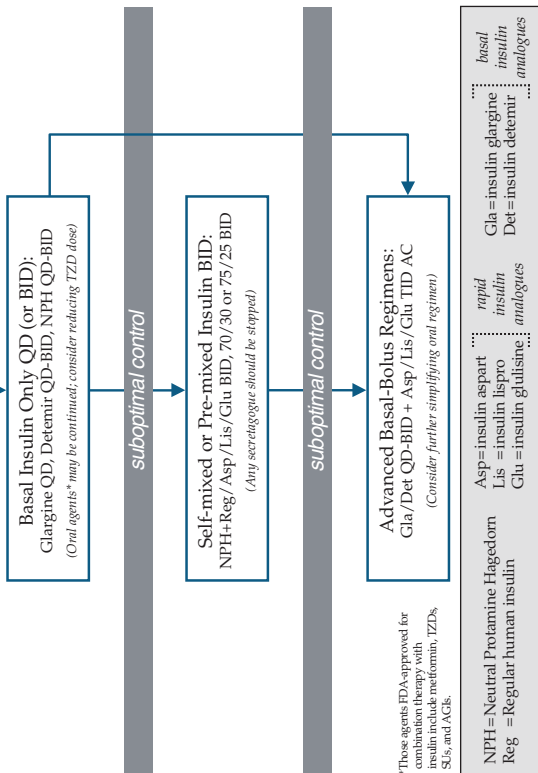 Basal Insulin Only QD (or BID):
Glargine QD, Detemir QD-BID, NPH QD-BID
(Oral agents* may be continued; consider reducing TZD dose)
suboptimal control
Self-mixed or Pre-mixed Insulin BID:
NPH+Reg/Asp/Lis/Glu BID, 70/30 or 75/25 BID
(Any secretagogue should be stopped)
suboptimal control
Advanced Basal-Bolus Regimens:
Gla/Det QD-BID + Asp/Lis/Glu TID AC
(Consider further simplifying oral regimen)
*Those agents FDA-approved for
combination therapy with
insulin include metformin, TZDs,
SUs, and AGIs.
NPH = Neutral Protamine Hagedorn
Reg = Regular human insulin
Asp = insulin aspart
Lis = insulin lispro
Glu = insulin glulisine
rapid
insulin
analogues
Gla = insulin glargine
Det = insulin detemir
basal
insulin
analogues